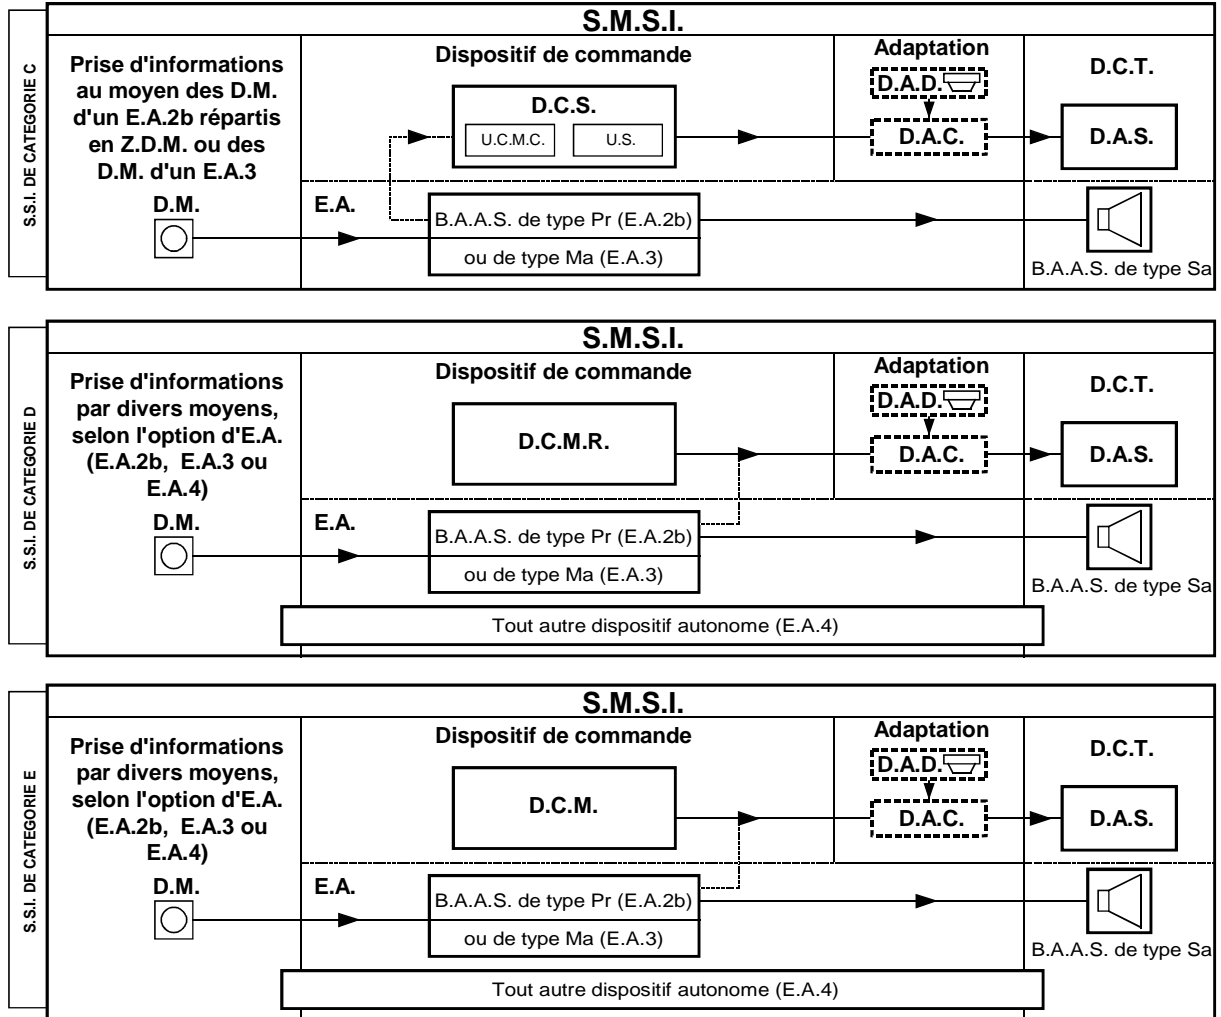 S.S.I. DE CATEGORIE C
S.M.S.I.
Prise d'informations
au moyen des D.M.
d'un E.A.2b répartis
en Z.D.M. ou des
D.M. d'un E.A.3
D.M.
Dispositif de commande
D.C.S.
U.C.M.C.
U.S.
Adaptation
D.A.D.
D.A.C.
D.C.T.
D.A.S.
E.A.
B.A.A.S. de type Pr (E.A.2b)
ou de type Ma (E.A.3)
B.A.A.S. de type Sa
S.S.I. DE CATEGORIE D
S.M.S.I.
Prise d'informations
par divers moyens,
selon l'option d'E.A.
(E.A.2b, E.A.3 ou
E.A.4)
D.M.
Dispositif de commande
D.C.M.R.
Adaptation
D.A.D.
D.A.C.
D.C.T.
D.A.S.
E.A.
B.A.A.S. de type Pr (E.A.2b)
ou de type Ma (E.A.3)
B.A.A.S. de type Sa
Tout autre dispositif autonome (E.A.4)
S.S.I. DE CATEGORIE E
S.M.S.I.
Prise d'informations
par divers moyens,
selon l'option d'E.A.
(E.A.2b, E.A.3 ou
E.A.4)
D.M.
Dispositif de commande
D.C.M.
Adaptation
D.A.D.
D.A.C.
D.C.T.
D.A.S.
E.A.
B.A.A.S. de type Pr (E.A.2b)
ou de type Ma (E.A.3)
B.A.A.S. de type Sa
Tout autre dispositif autonome (E.A.4)